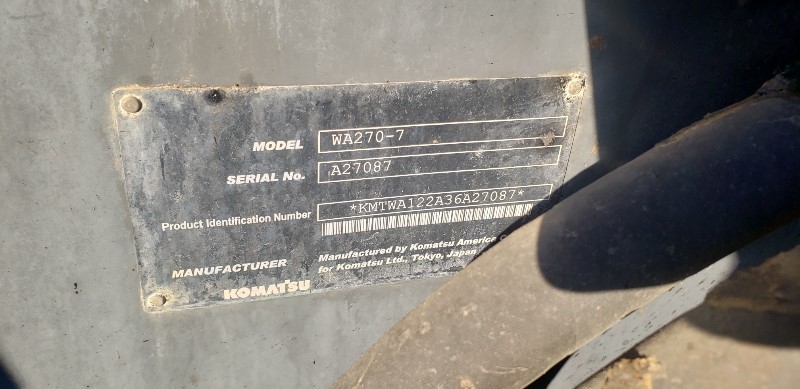 MODEL WA270-7
SERIAL No. A27087
Product Identification Number *KMTWA122A36A27087*
MANUFACTURER Manufactured by Komatsu America
for Komatsu Ltd., Tokyo, Japan
KOMATSU